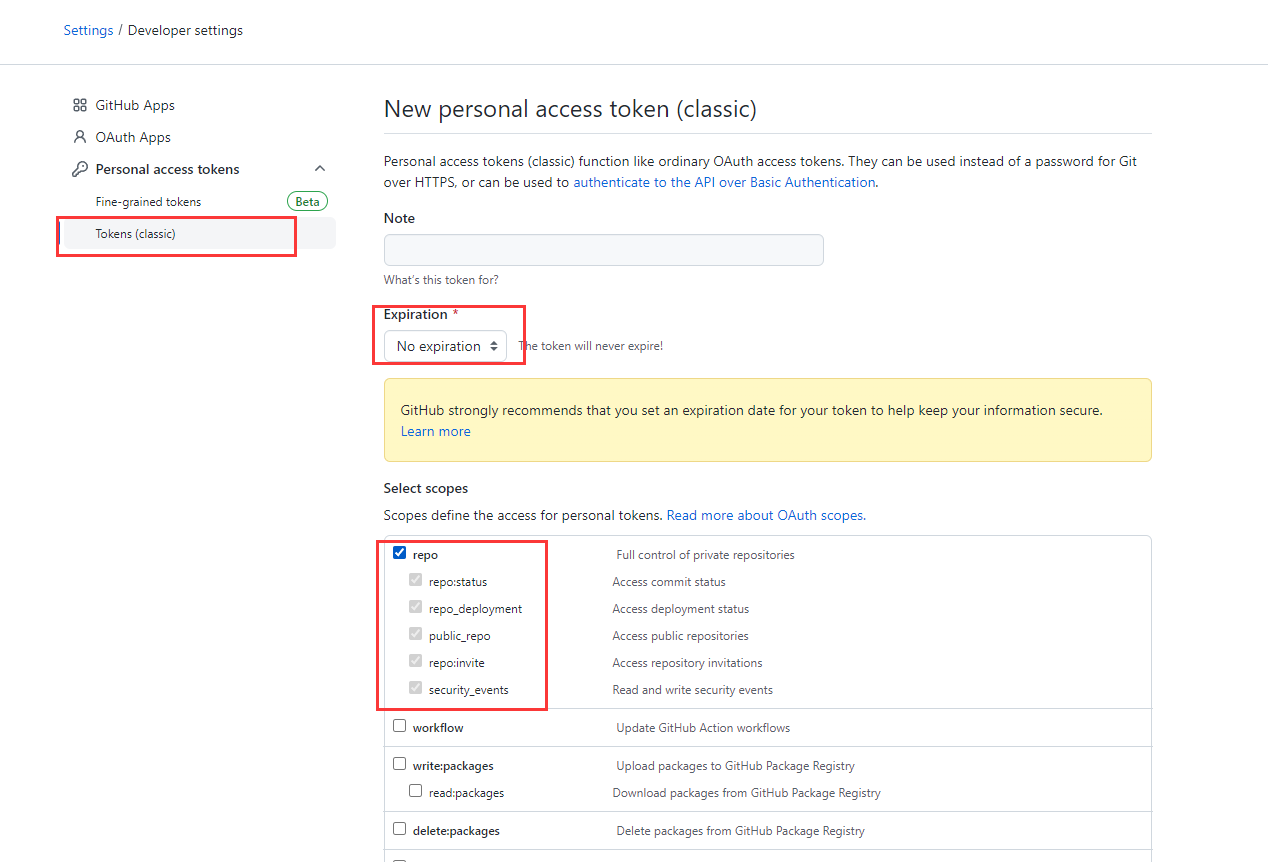 Settings / Developer settings
GitHub Apps
OAuth Apps
Personal access tokens
Fine-grained tokens Beta
Tokens (classic)
New personal access token (classic)
Personal access tokens (classic) function like ordinary OAuth access tokens. They can be used instead of a password for Git
over HTTPS, or can be used to authenticate to the API over Basic Authentication.
Note
What's this token for?
Expiration *
No expiration The token will never expire!
GitHub strongly recommends that you set an expiration date for your token to help keep your information secure.
Learn more
Select scopes
Scopes define the access for personal tokens. Read more about OAuth scopes.
repo Full control of private repositories
repo:status Access commit status
repo_deployment Access deployment status
public_repo Access public repositories
repo:invite Access repository invitations
security_events Read and write security events
workflow Update GitHub Action workflows
write:packages Upload packages to GitHub Package Registry
read:packages Download packages from GitHub Package Registry
delete:packages Delete packages from GitHub Package Registry